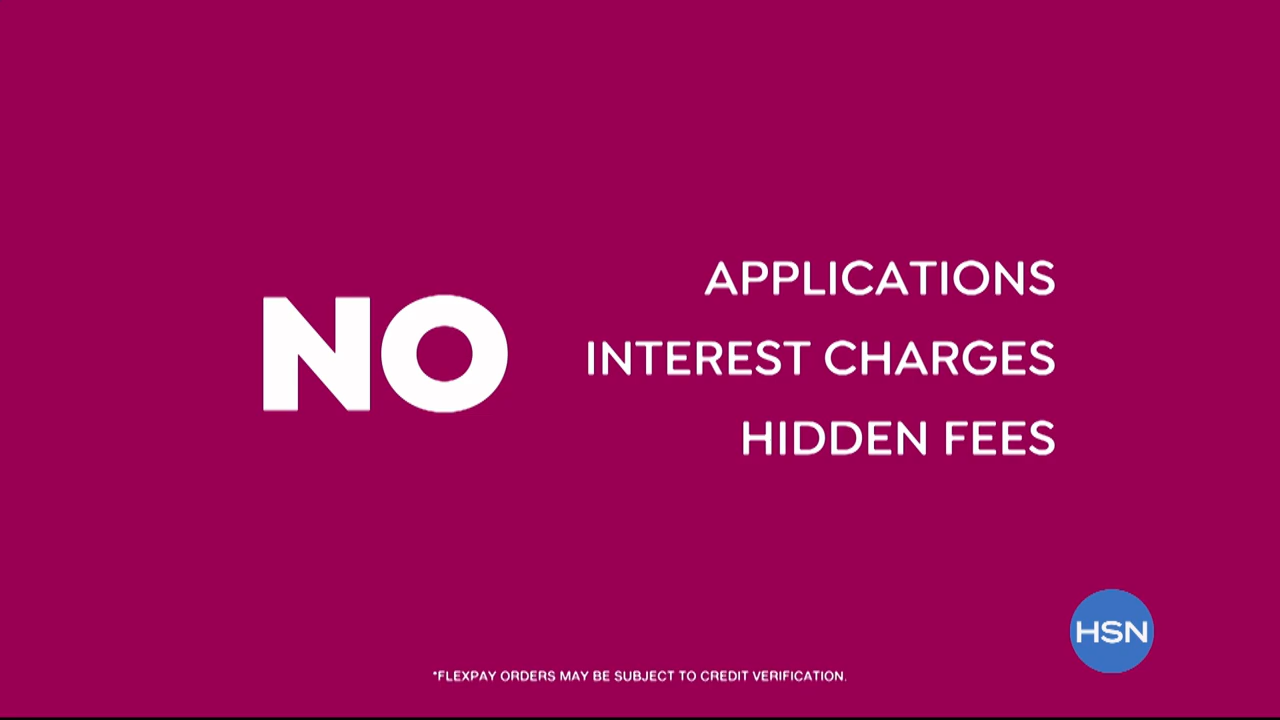 NO
APPLICATIONS
INTEREST CHARGES
HIDDEN FEES
HSN
*FLEXPAY ORDERS MAY BE SUBJECT TO CREDIT VERIFICATION.